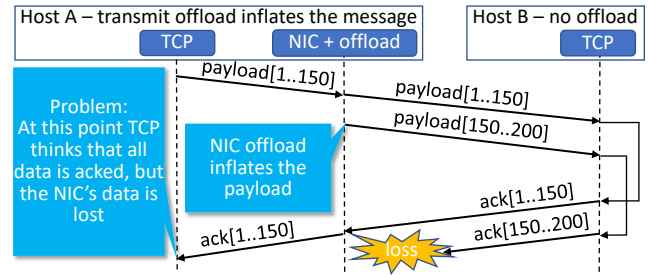 Host A – transmit offload inflates the message
Host B – no offload
TCP
NIC + offload
TCP
payload[1..150]
payload[1..150]
payload[150..200]
Problem:
At this point TCP
thinks that all
data is acked, but
the NIC's data is
lost
NIC offload
inflates the
payload
ack[1..150]
ack[150..200]
ack[1..150]
loss